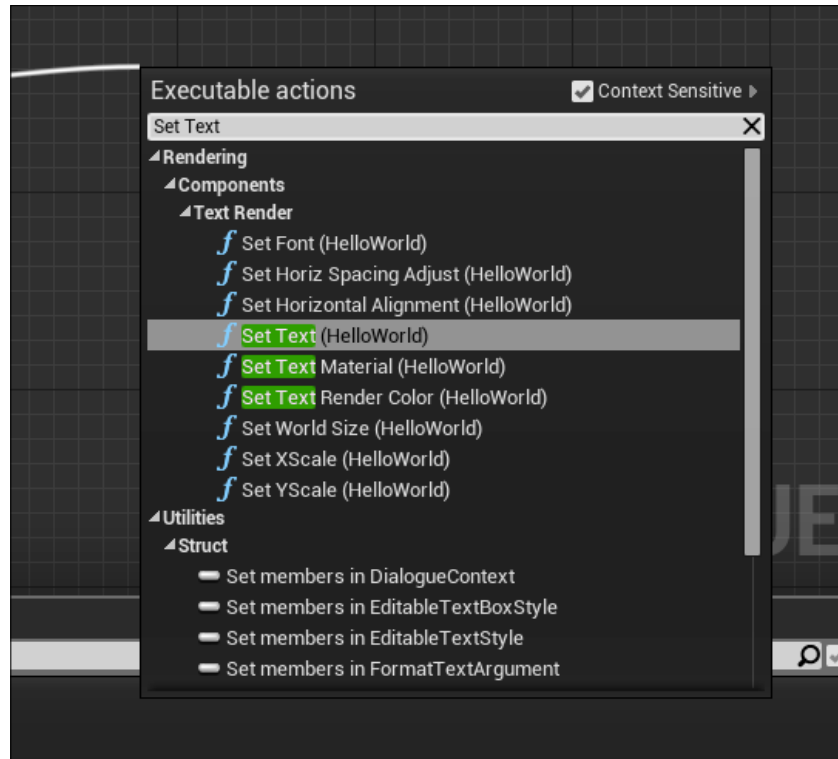 Executable actions
Context Sensitive
Set Text
Rendering
Components
Text Render
Set Font (HelloWorld)
Set Horiz Spacing Adjust (HelloWorld)
Set Horizontal Alignment (HelloWorld)
Set Text (HelloWorld)
Set Text Material (HelloWorld)
Set Text Render Color (HelloWorld)
Set World Size (HelloWorld)
Set XScale (HelloWorld)
Set YScale (HelloWorld)
Utilities
Struct
Set members in DialogueContext
Set members in EditableTextBoxStyle
Set members in EditableTextStyle
Set members in FormatTextArgument